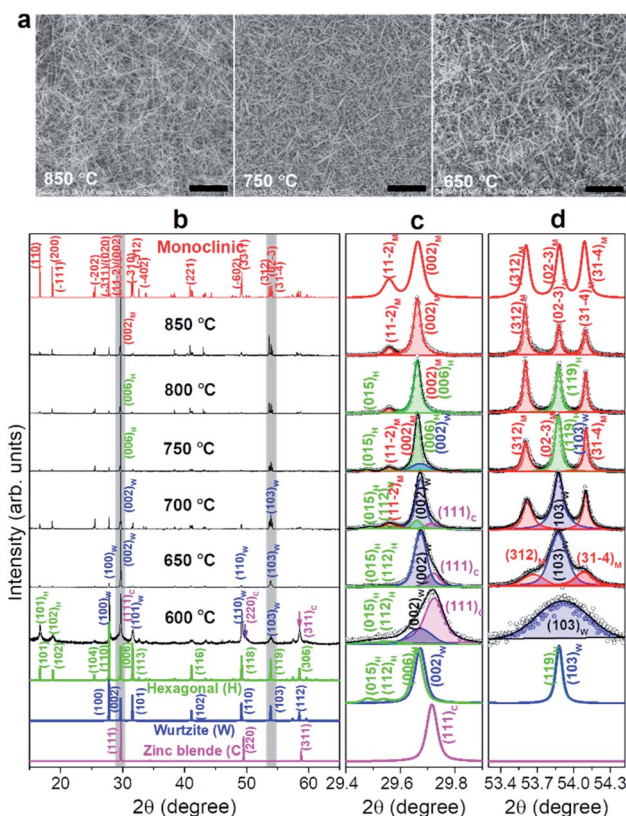 a
850 °C
750 °C
650 °C
b
c
d
(110)
(200)
(-111)
(-202)
(-311)/(020)
(11-2)/(002)
(-310)
(-402)
(221)
(-602)
(312)
(02-3)
(31-4)
Monoclinic
(002)M
850 °C
(006)H
800 °C
(006)H
750 °C
(002)W
(103)W
700 °C
(100)W
(002)W
(110)W
(103)W
650 °C
(101)H
(102)H
(100)W
(111)C
(101)W
600 °C
(110)W
(220)C
(103)W
(311)C
(101)
(102)
(104)
(110)
(006)
(113)
(116)
(118)
(119)
(306)
Hexagonal (H)
(100)
(002)
(101)
(102)
(110)
(103)
(112)
Wurtzite (W)
(111)
Zinc blende (C)
(220)
(311)
Intensity (arb. units)
20 30 40 50 60
2θ (degree)
(11-2)M
(002)M
(11-2)M
(002)M
(015)H
(002)M
(006)H
(015)H
(11-2)M
(002)M
(006)H
(002)W
(015)H
(112)H
(11-2)M
(002)W
(111)C
(015)H
(112)H
(002)W
(111)C
(015)H
(112)H
(002)W
(111)C
(015)H
(112)H
(006)H
(002)W
(111)C
29.4 29.6 29.8
2θ (degree)
(312)M
(02-3)M
(31-4)M
(312)M
(02-3)M
(31-4)M
(119)H
(312)M
(02-3)M
(119)H
(103)W
(31-4)M
(103)W
(312)M
(103)W
(31-4)M
(103)W
(119)H
(103)W
53.4 53.7 54.0 54.3
2θ (degree)